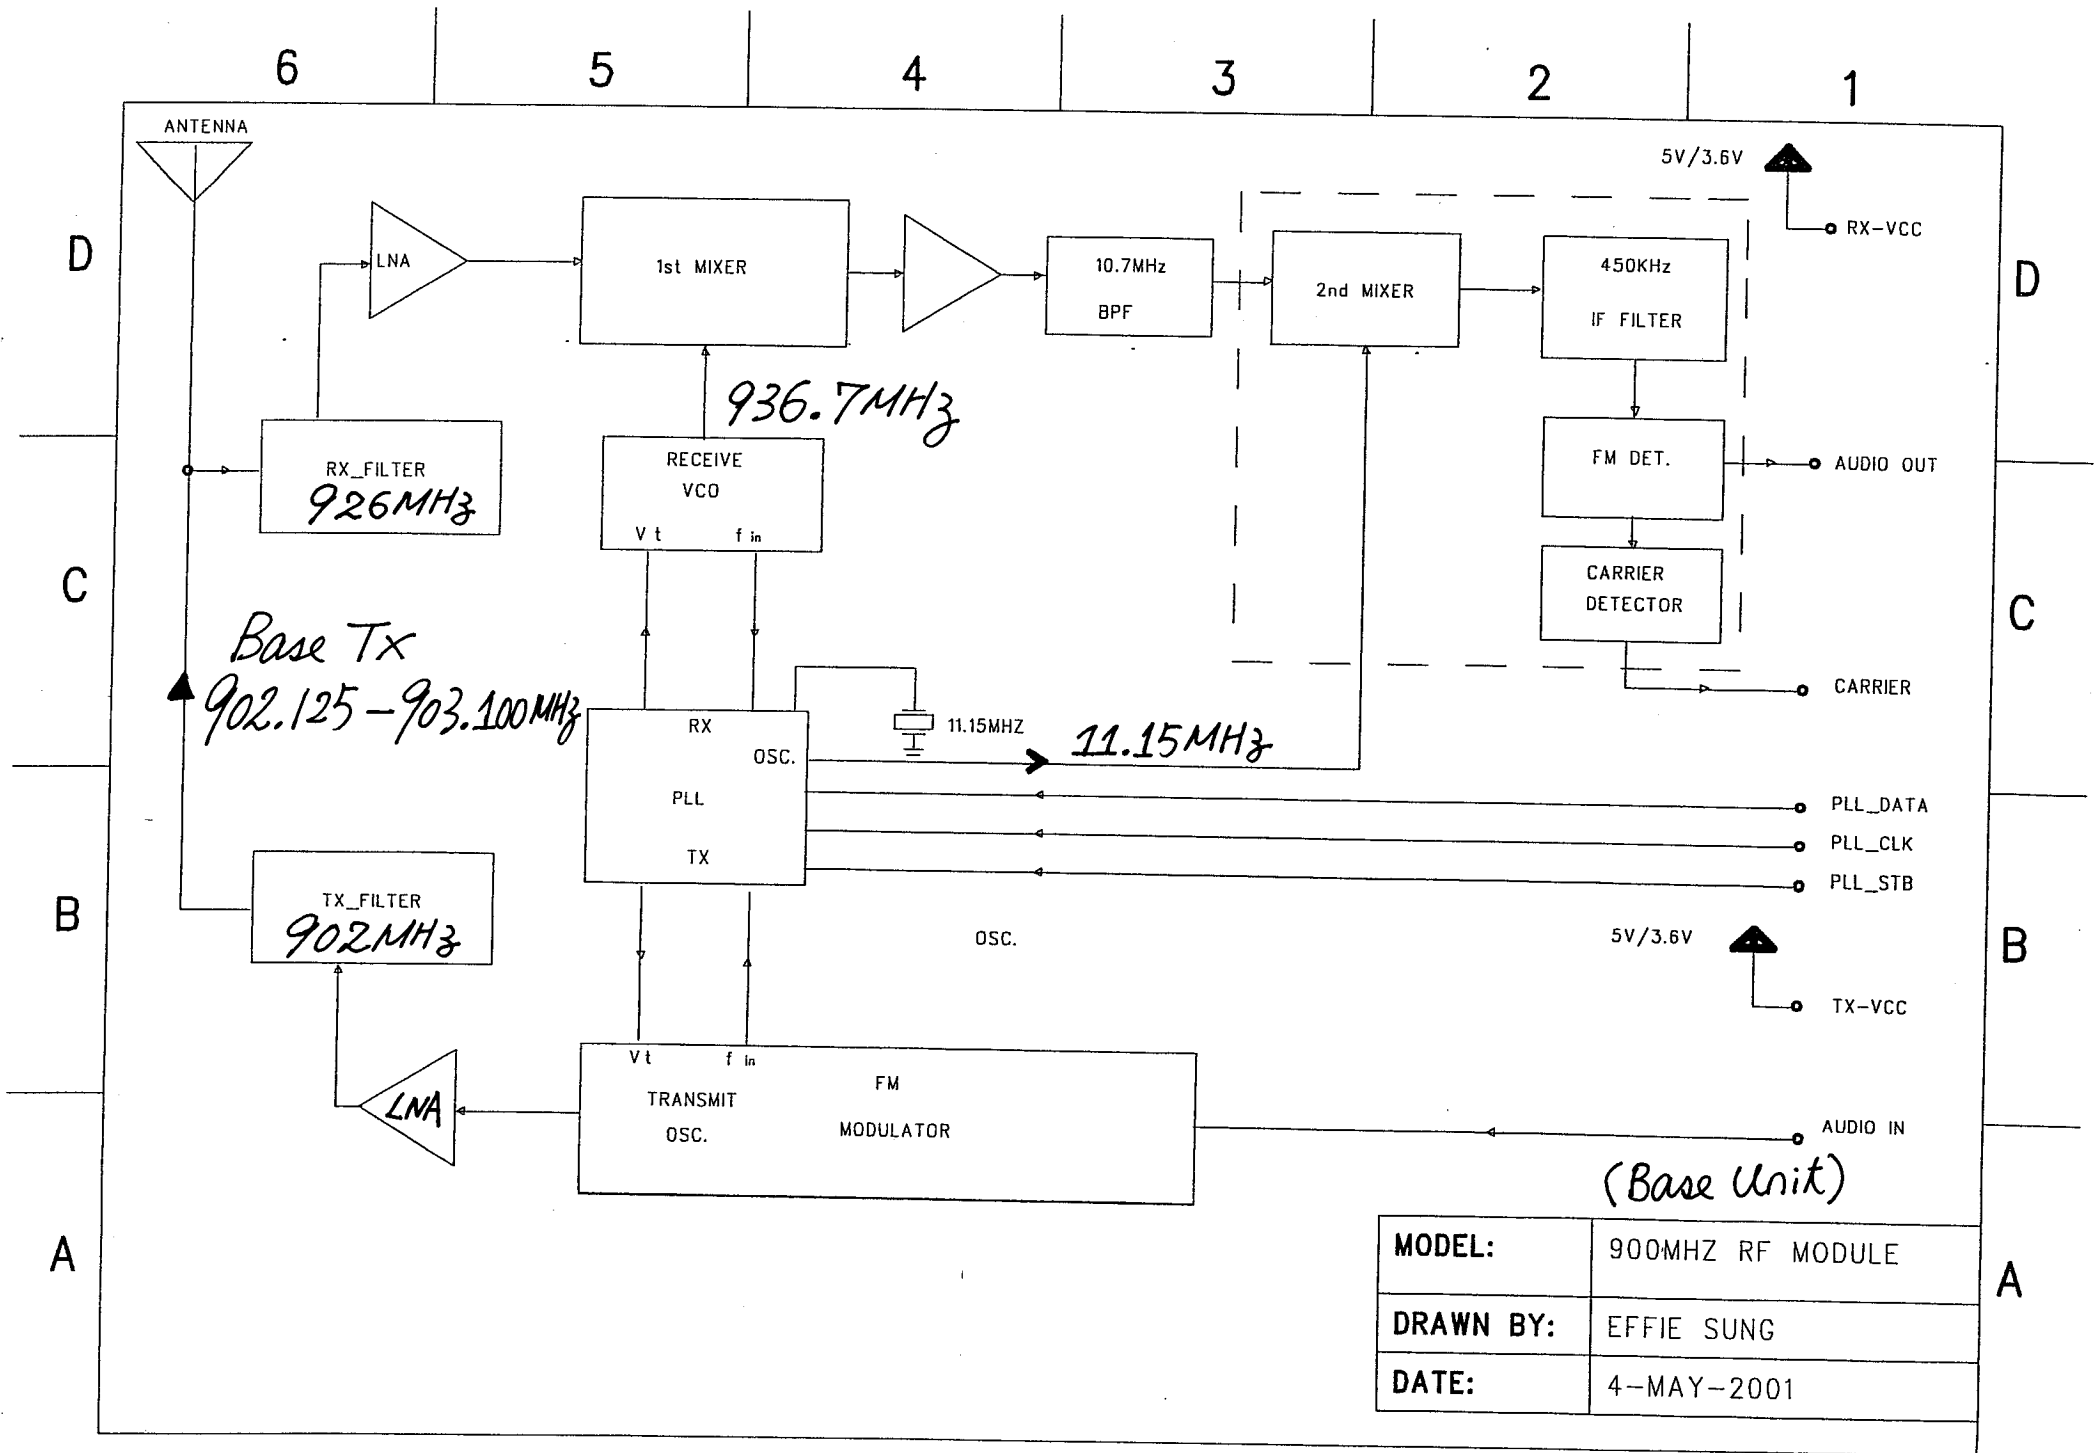 6 5 4 3 2 1
ANTENNA
5V/3.6V
RX-VCC
D
D
LNA
1st MIXER
10.7MHz
BPF
2nd MIXER
450KHz
IF FILTER
936.7MHz
RX_FILTER
926MHz
RECEIVE
VCO
Vt f in
FM DET.
AUDIO OUT
C
C
CARRIER
DETECTOR
Base Tx
902.125-903.100MHz
CARRIER
RX
OSC.
PLL
TX
11.15MHZ
11.15MHz
PLL_DATA
PLL_CLK
PLL_STB
B
B
TX_FILTER
902MHz
OSC.
5V/3.6V
TX-VCC
Vt f in
TRANSMIT
OSC.
FM
MODULATOR
LNA
AUDIO IN
(Base Unit)
A
A
MODEL: 900MHZ RF MODULE
DRAWN BY: EFFIE SUNG
DATE: 4-MAY-2001